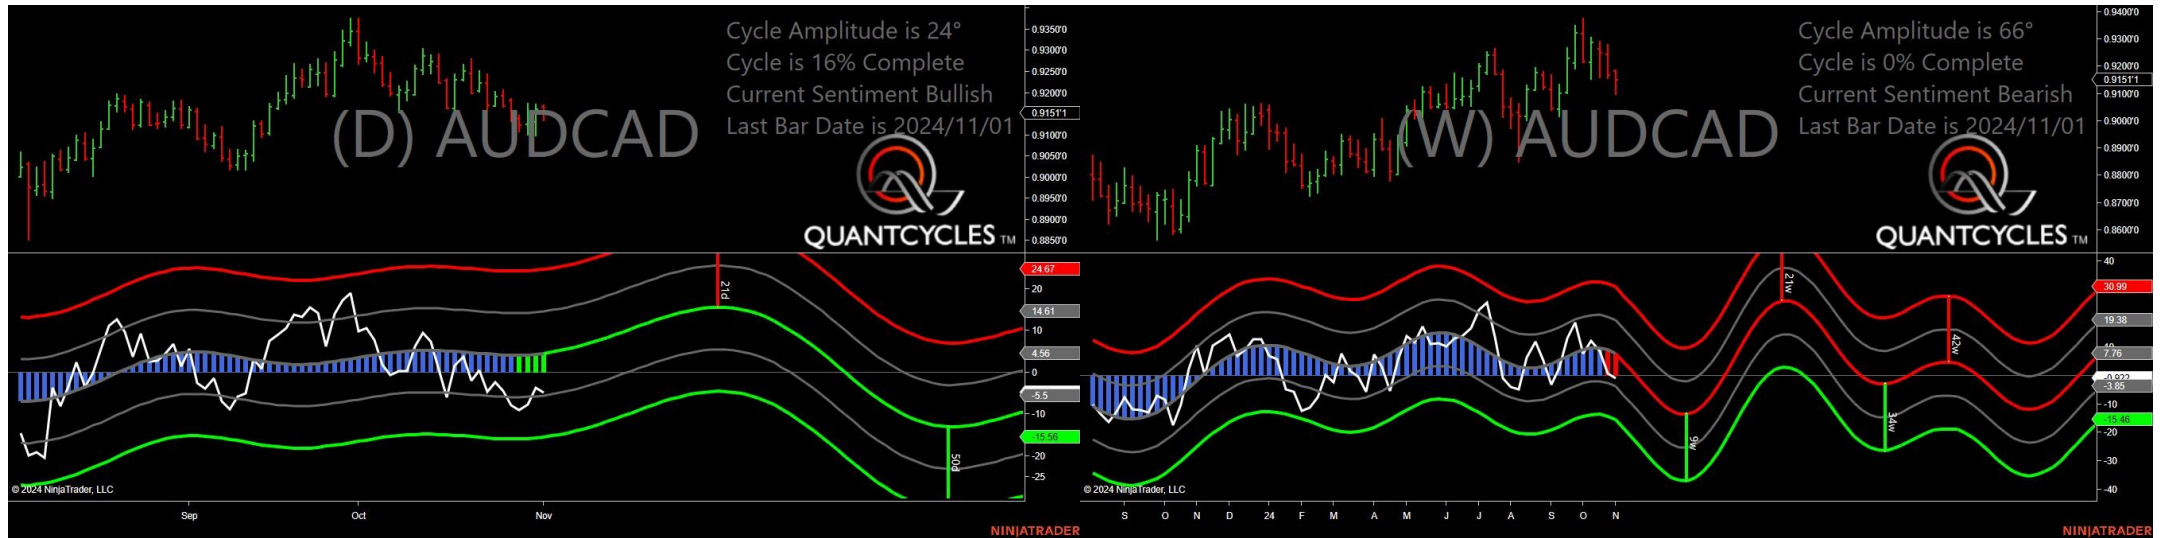 Cycle Amplitude is 24°
Cycle is 16% Complete
Current Sentiment Bullish
Last Bar Date is 2024/11/01
(D) AUDCAD
QUANTCYCLES TM
0.9350'0
0.9300'0
0.9250'0
0.9200'0
0.9151'1
0.9100'0
0.9050'0
0.9000'0
0.8950'0
0.8900'0
0.8850'0
24.67
20
14.61
10
4.56
0
-5.5
-10
-15.56
-20
-25
21d
50d
© 2024 NinjaTrader, LLC
Sep Oct Nov
NINJATRADER
Cycle Amplitude is 66°
Cycle is 0% Complete
Current Sentiment Bearish
Last Bar Date is 2024/11/01
(W) AUDCAD
QUANTCYCLES TM
0.9400'0
0.9300'0
0.9200'0
0.9151'1
0.9100'0
0.9000'0
0.8900'0
0.8800'0
0.8700'0
0.8600'0
40
30.99
19.38
7.76
-3.85
-10
-15.46
-20
-30
-40
21w
42w
9w
34w
© 2024 NinjaTrader, LLC
S O N D 24 F M A M J J A S O N
NINJATRADER